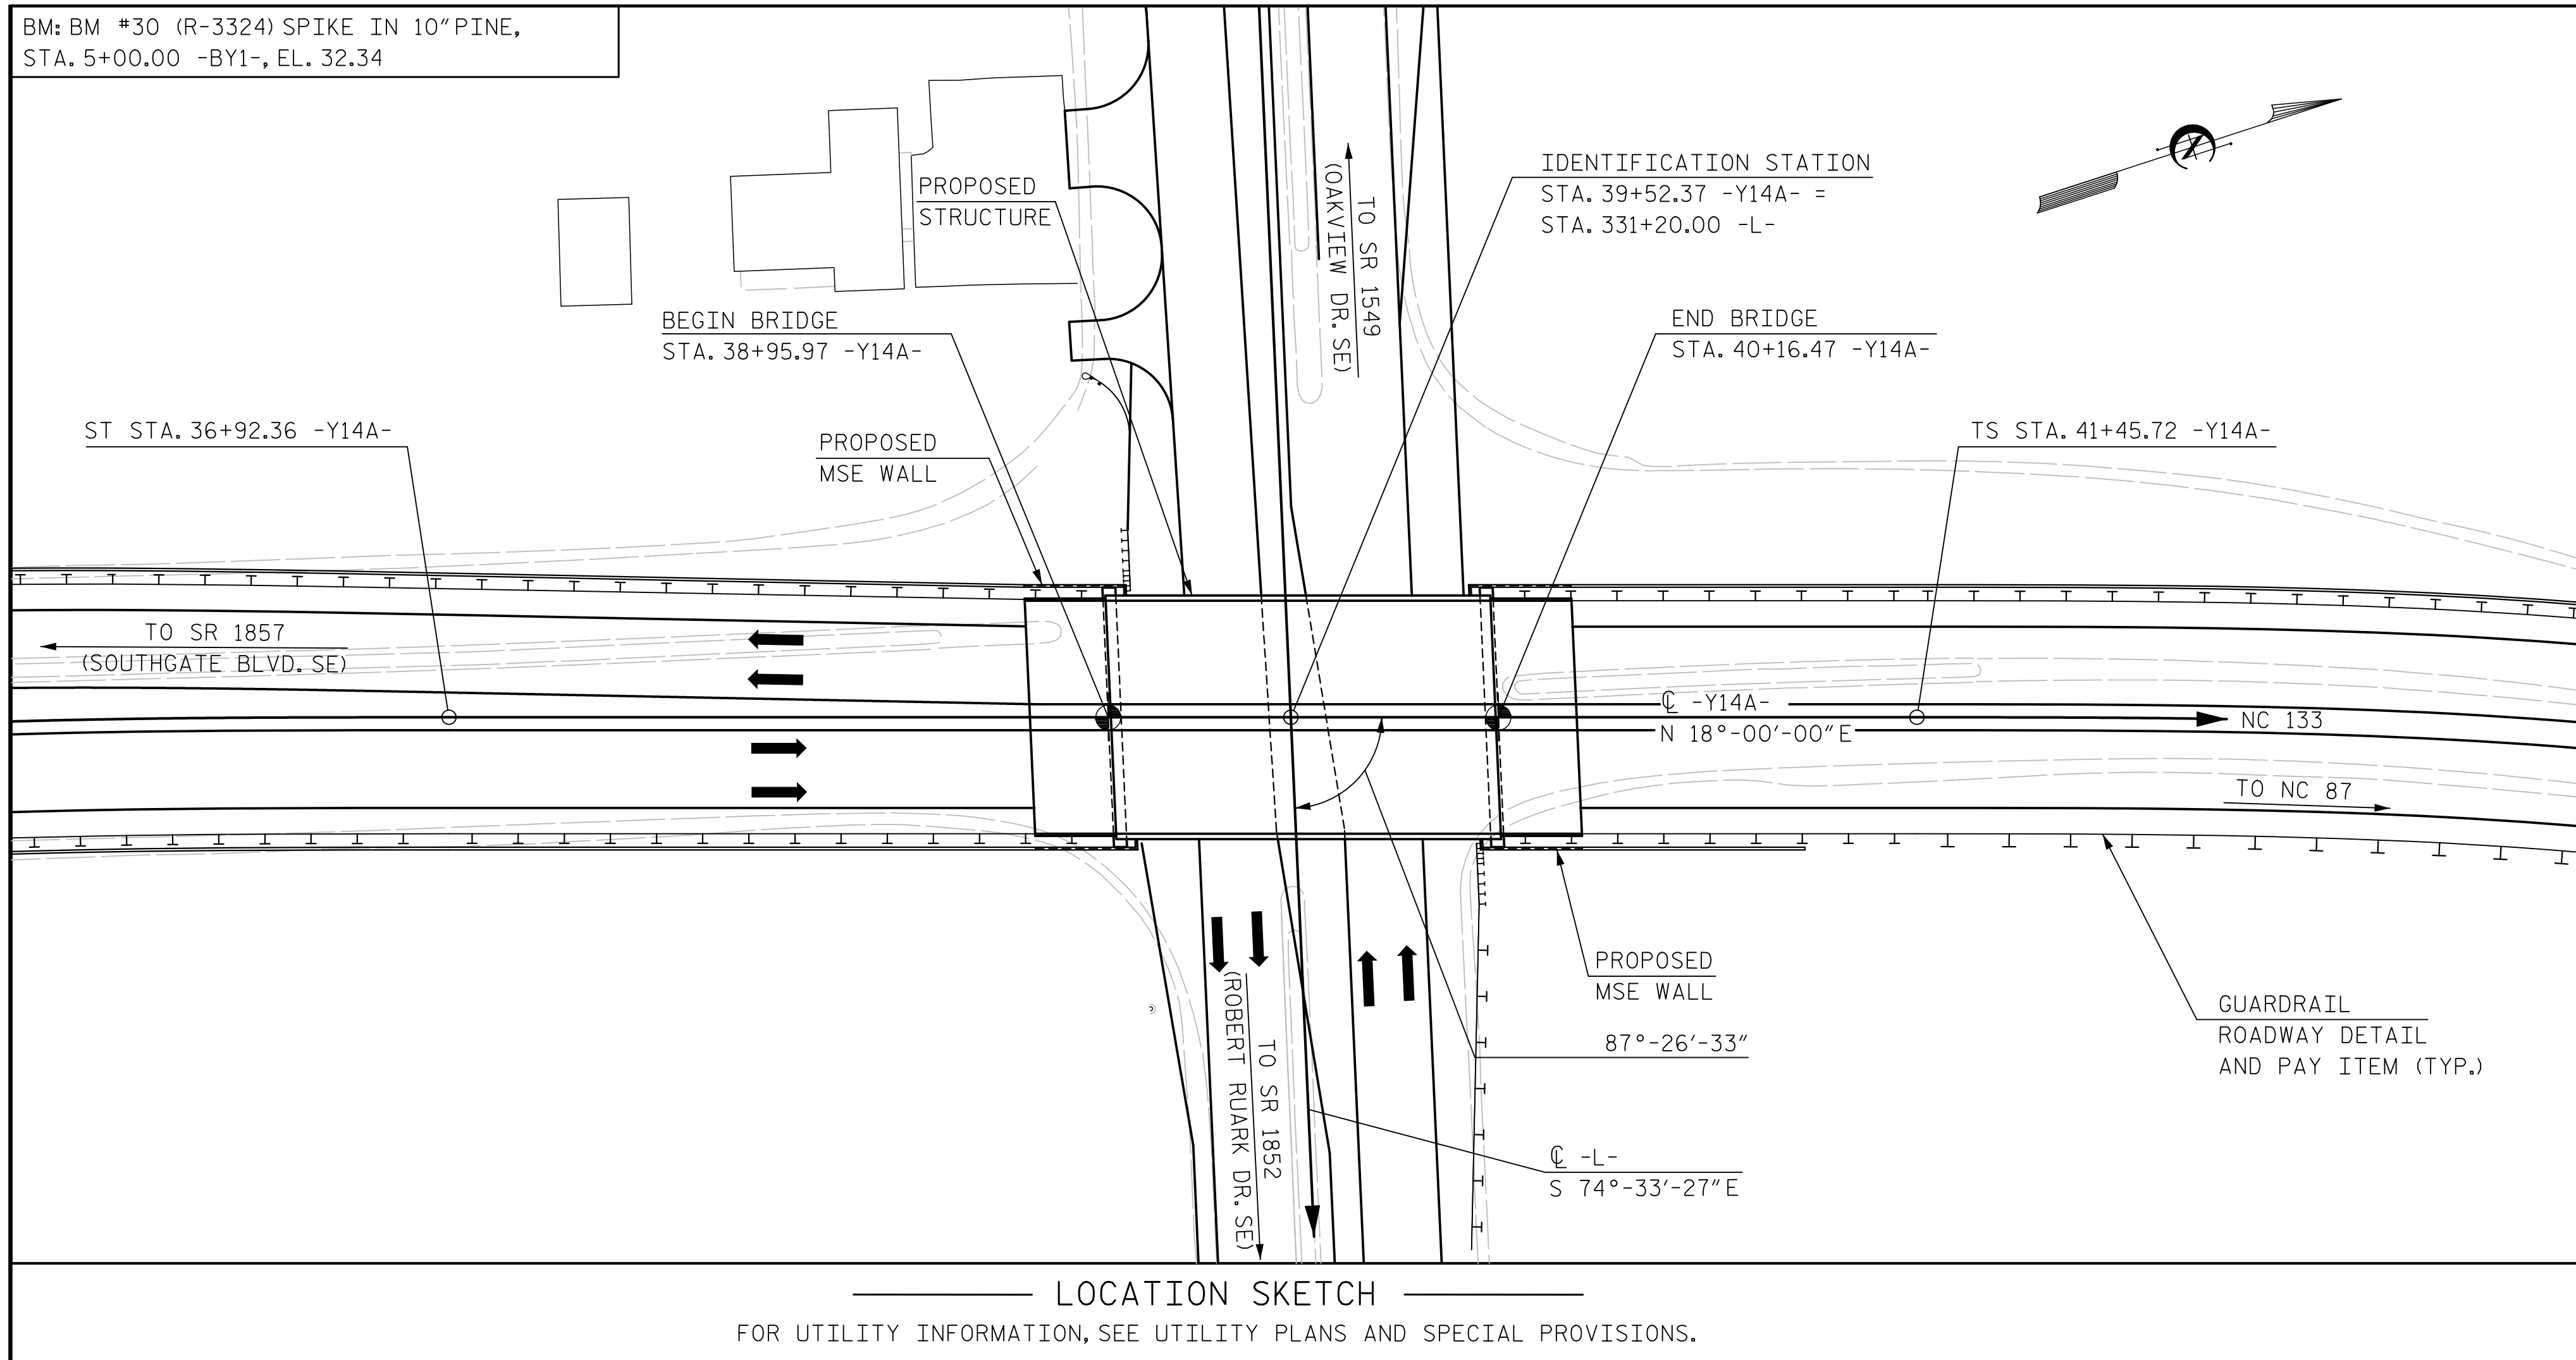 BM: BM #30 (R-3324) SPIKE IN 10" PINE,
STA. 5+00.00 -BY1-, EL. 32.34
PROPOSED
STRUCTURE
TO SR 1549
(OAKVIEW DR. SE)
IDENTIFICATION STATION
STA. 39+52.37 -Y14A- =
STA. 331+20.00 -L-
BEGIN BRIDGE
STA. 38+95.97 -Y14A-
END BRIDGE
STA. 40+16.47 -Y14A-
ST STA. 36+92.36 -Y14A-
PROPOSED
MSE WALL
TS STA. 41+45.72 -Y14A-
TO SR 1857
(SOUTHGATE BLVD. SE)
℄ -Y14A-
N 18°-00'-00" E
NC 133
TO NC 87
PROPOSED
MSE WALL
GUARDRAIL
ROADWAY DETAIL
AND PAY ITEM (TYP.)
87°-26'-33"
TO SR 1852
(ROBERT RUARK DR. SE)
℄ -L-
S 74°-33'-27" E
LOCATION SKETCH
FOR UTILITY INFORMATION, SEE UTILITY PLANS AND SPECIAL PROVISIONS.
N